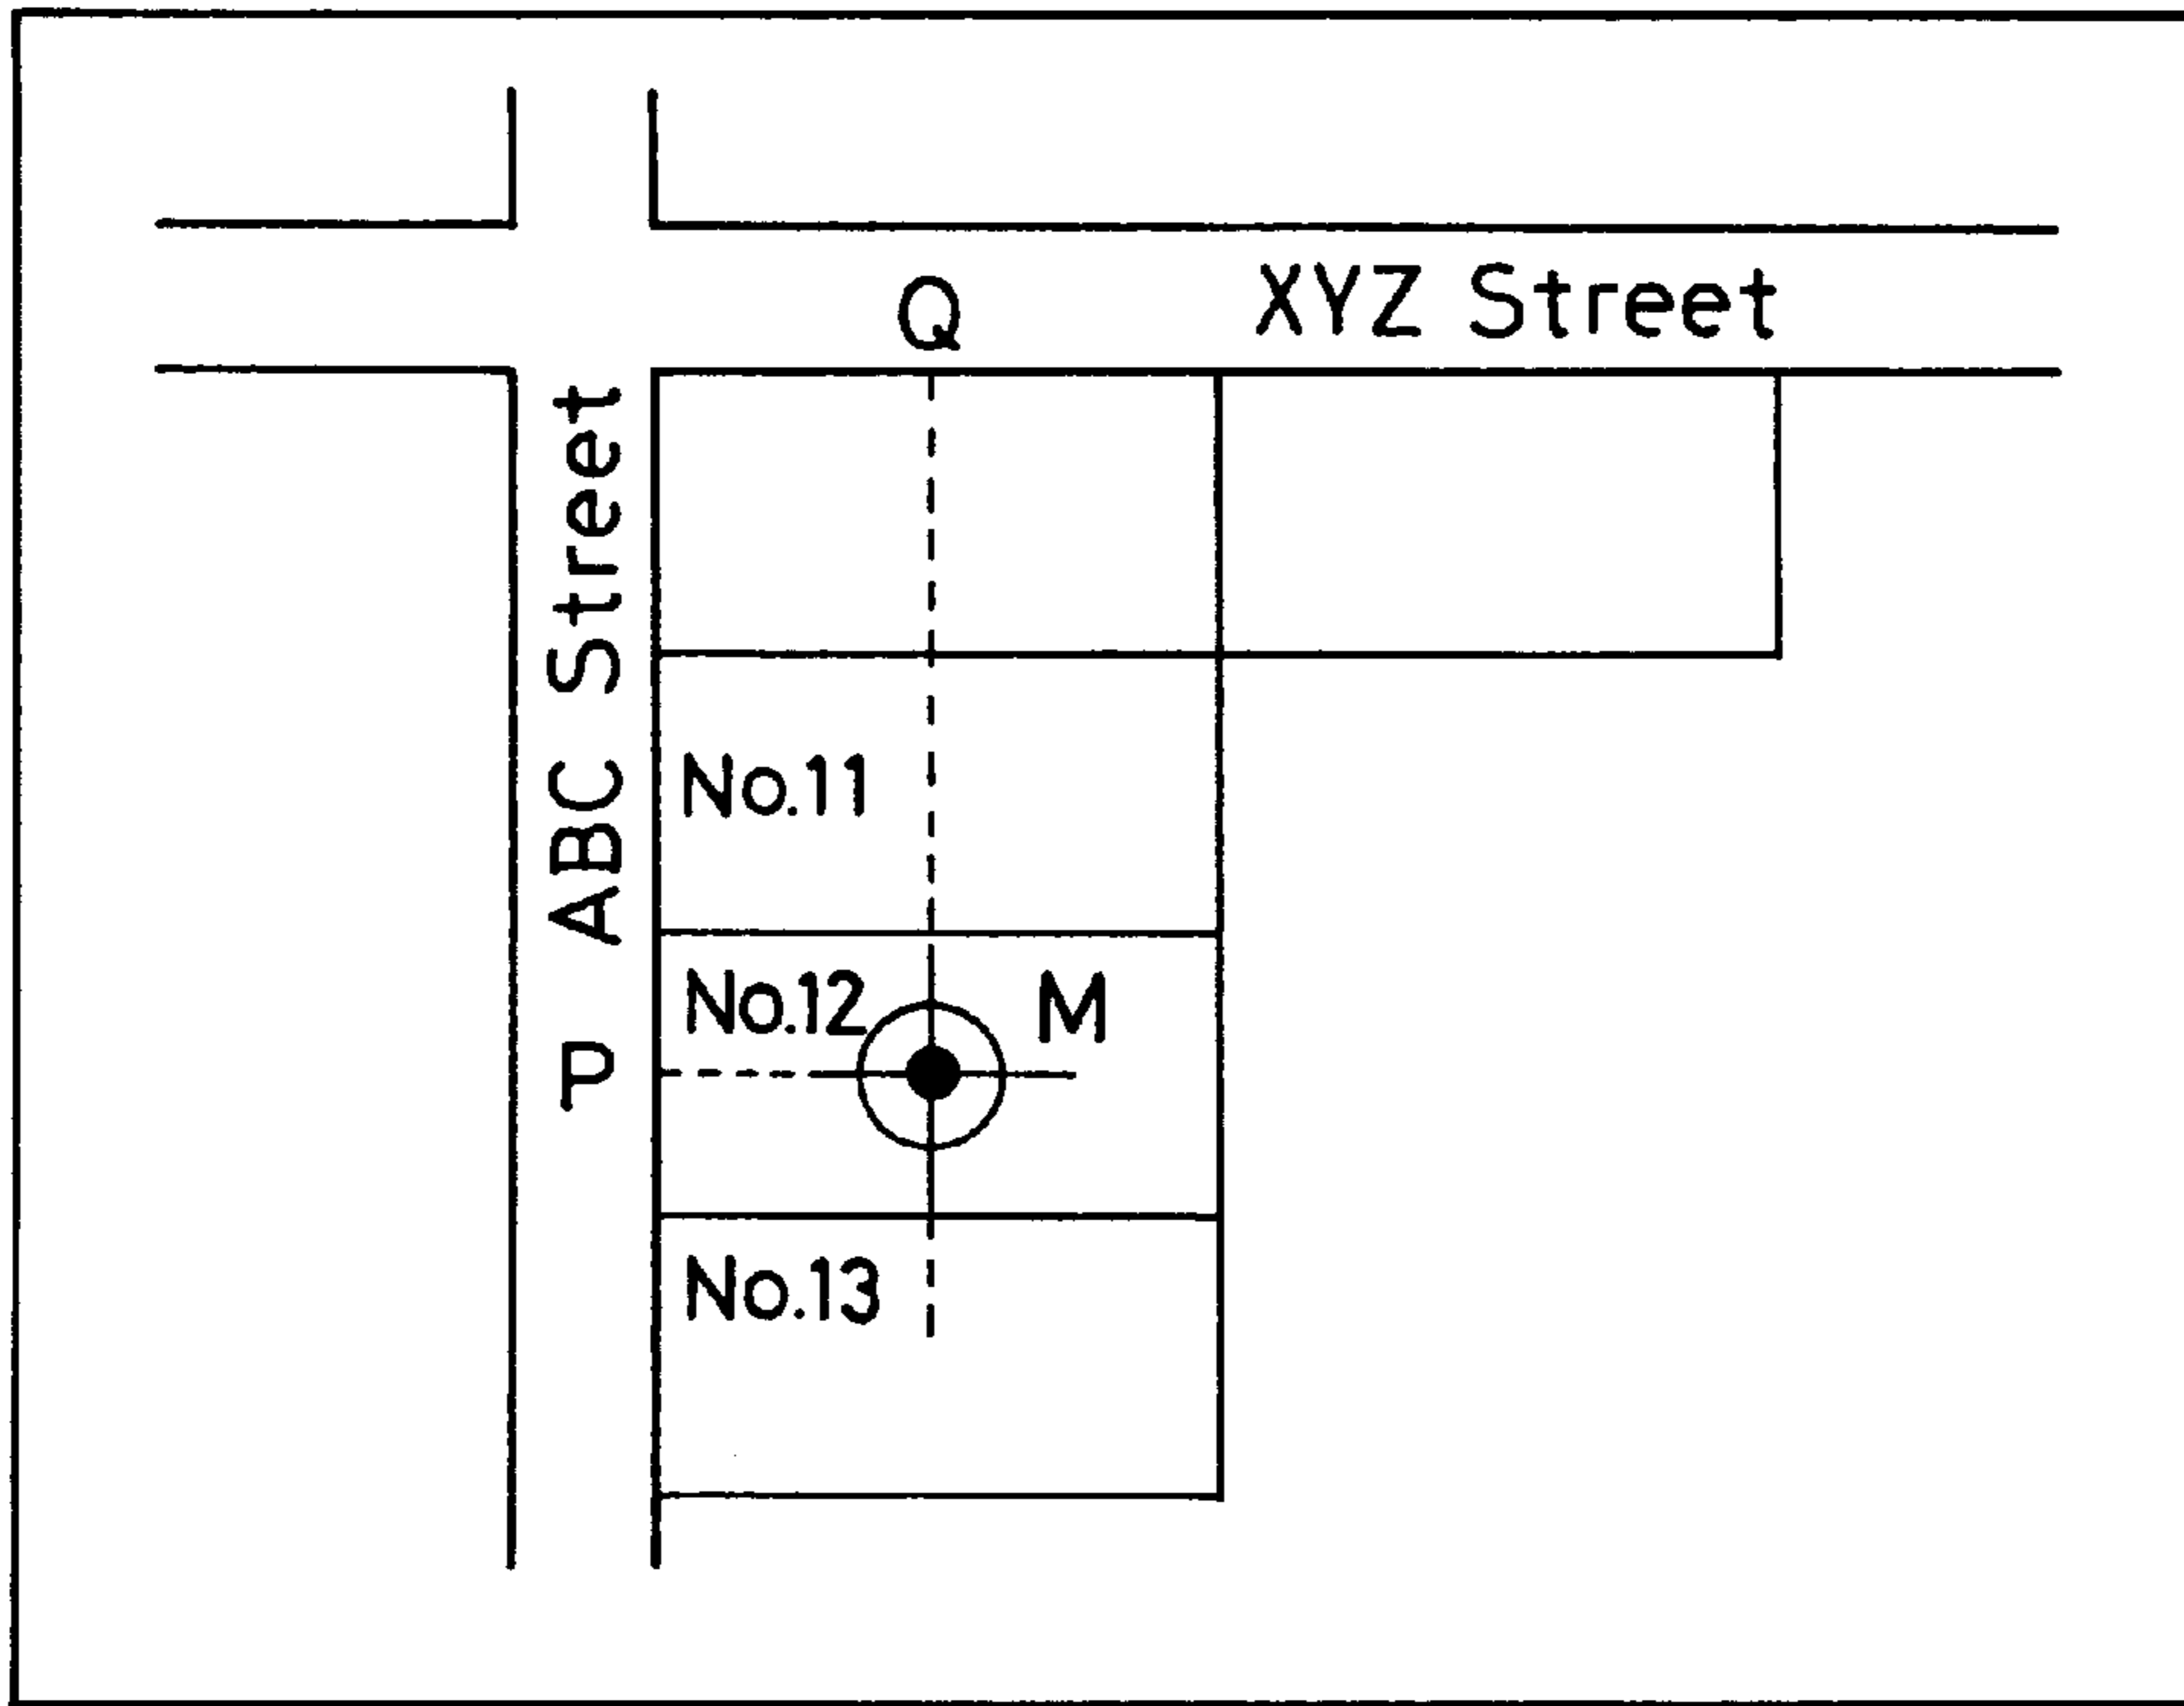 Q
XYZ Street
ABC Street
No.11
No.12
M
P
No.13